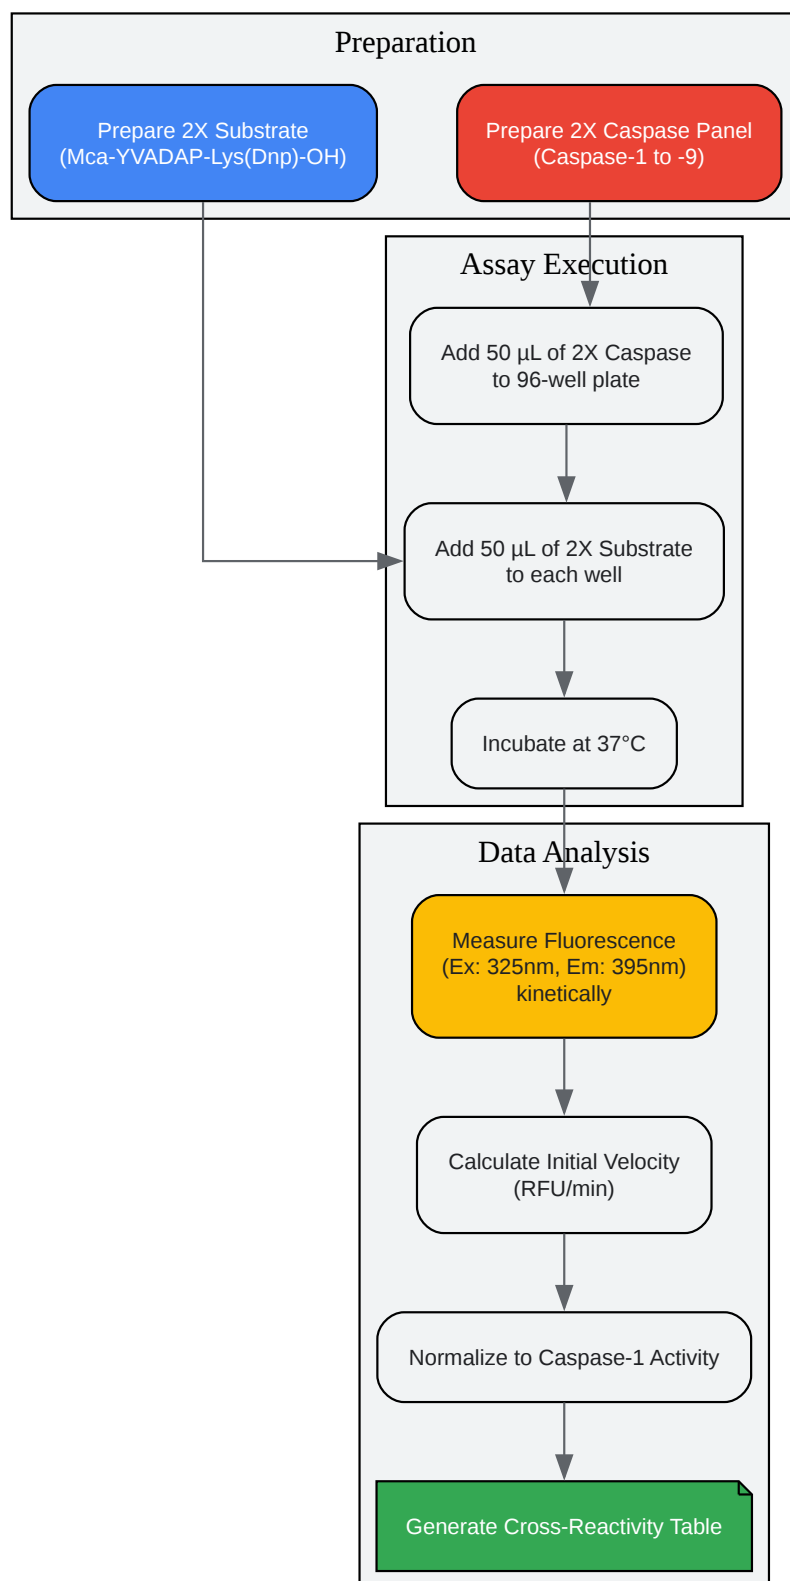 Preparation
Prepare 2X Substrate
(Mca-YVADAP-Lys(Dnp)-OH)
Prepare 2X Caspase Panel
(Caspase-1 to -9)
Assay Execution
Add 50 µL of 2X Caspase
to 96-well plate
Add 50 µL of 2X Substrate
to each well
Incubate at 37°C
Data Analysis
Measure Fluorescence
(Ex: 325nm, Em: 395nm)
kinetically
Calculate Initial Velocity
(RFU/min)
Normalize to Caspase-1 Activity
Generate Cross-Reactivity Table